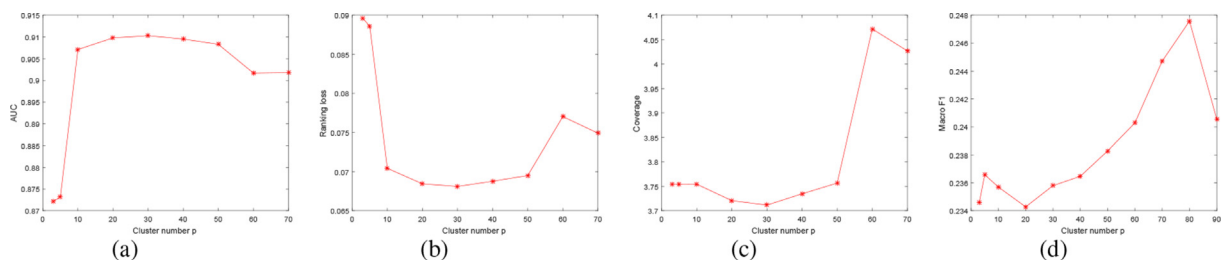 0.915
0.91
0.905
0.9
0.895
0.89
0.885
0.88
0.875
0.87
AUC
0 10 20 30 40 50 60 70
Cluster number p
(a)
0.09
0.085
0.08
0.075
0.07
0.065
Ranking loss
0 10 20 30 40 50 60 70
Cluster number p
(b)
4.1
4.05
4
3.95
3.9
3.85
3.8
3.75
3.7
Coverage
0 10 20 30 40 50 60 70
Cluster number p
(c)
0.248
0.246
0.244
0.242
0.24
0.238
0.236
0.234
Macro F1
0 10 20 30 40 50 60 70 80 90
Cluster number p
(d)